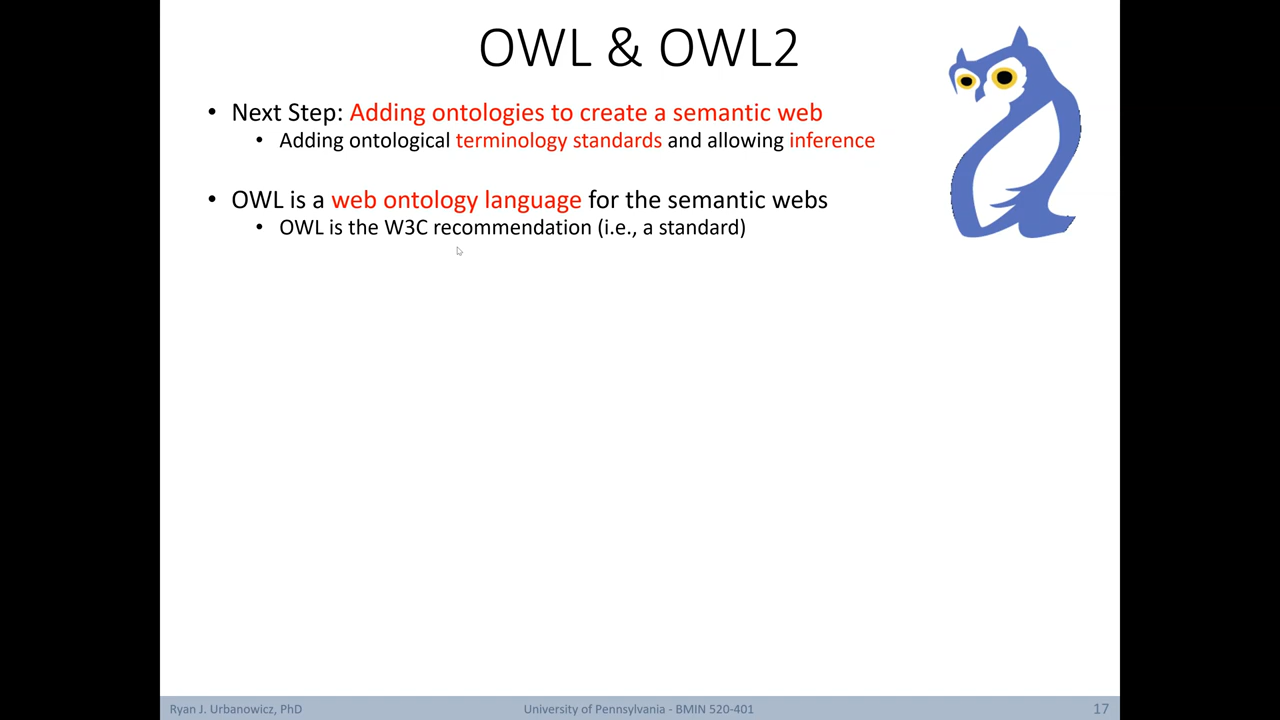 OWL & OWL2
• Next Step: Adding ontologies to create a semantic web
• Adding ontological terminology standards and allowing inference
• OWL is a web ontology language for the semantic webs
• OWL is the W3C recommendation (i.e., a standard)
Ryan J. Urbanowicz, PhD
University of Pennsylvania - BMIN 520-401
17